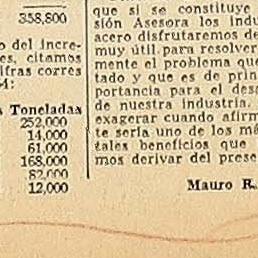 358,800
o del incre-
es, citamos
ifras corres
4:
s Toneladas
252,000
14,000
61,000
168,000
82,000
12,000
que si se constituye
sión Asesora los indu
acero disfrutaremos de
muy útil para resolver
mente el problema que
tado y que es de prin
portancia para el des
de nuestra industria.
exagerar cuando afirm
te sería uno de los má
tales beneficios que
mos derivar del prese
Mauro R.